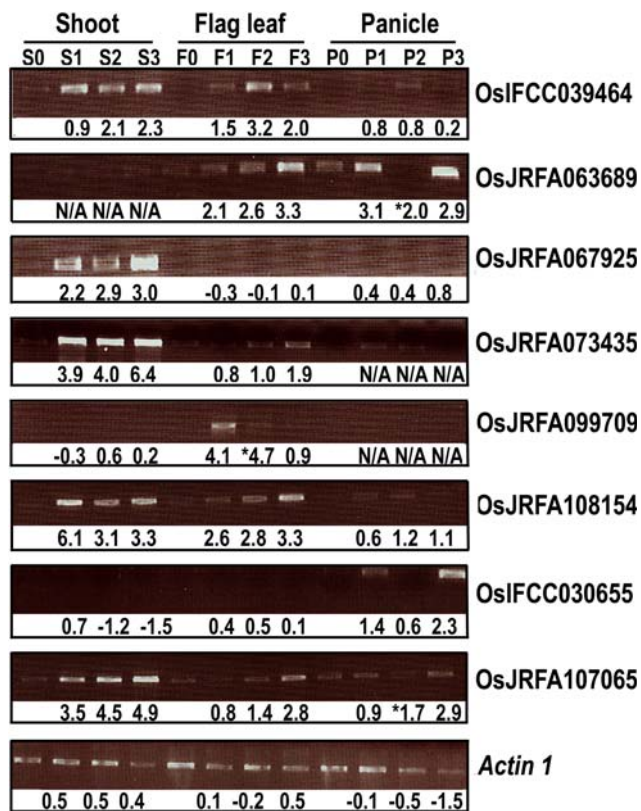 Shoot Flag leaf Panicle
S0 S1 S2 S3 F0 F1 F2 F3 P0 P1 P2 P3
OsIFCC039464
0.9 2.1 2.3 1.5 3.2 2.0 0.8 0.8 0.2
OsJRFA063689
N/A N/A N/A 2.1 2.6 3.3 3.1 *2.0 2.9
OsJRFA067925
2.2 2.9 3.0 -0.3 -0.1 0.1 0.4 0.4 0.8
OsJRFA073435
3.9 4.0 6.4 0.8 1.0 1.9 N/A N/A N/A
OsJRFA099709
-0.3 0.6 0.2 4.1 *4.7 0.9 N/A N/A N/A
OsJRFA108154
6.1 3.1 3.3 2.6 2.8 3.3 0.6 1.2 1.1
OsIFCC030655
0.7 -1.2 -1.5 0.4 0.5 0.1 1.4 0.6 2.3
OsJRFA107065
3.5 4.5 4.9 0.8 1.4 2.8 0.9 *1.7 2.9
Actin 1
0.5 0.5 0.4 0.1 -0.2 0.5 -0.1 -0.5 -1.5